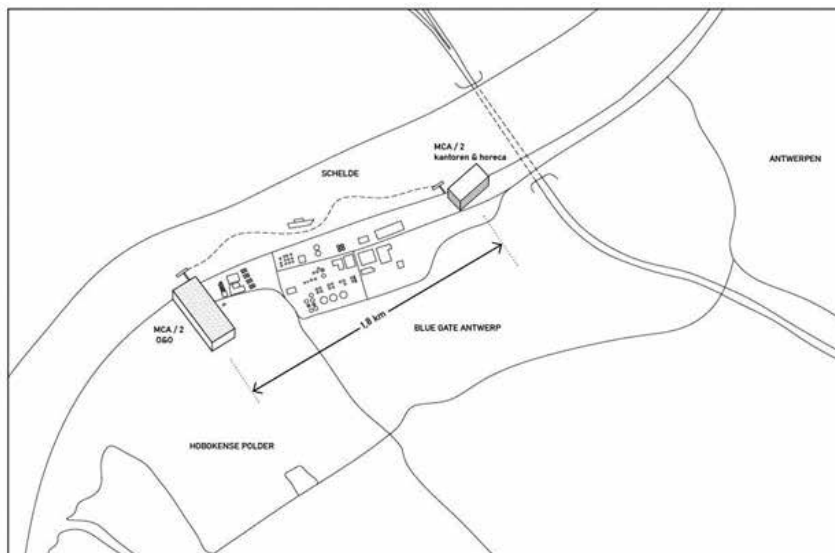 MCA / 2
kantoren & horeca
ANTWERPEN
SCHELDE
MCA / 2
O&O
1,8 km
BLUE GATE ANTWERP
HOBOKENSE POLDER